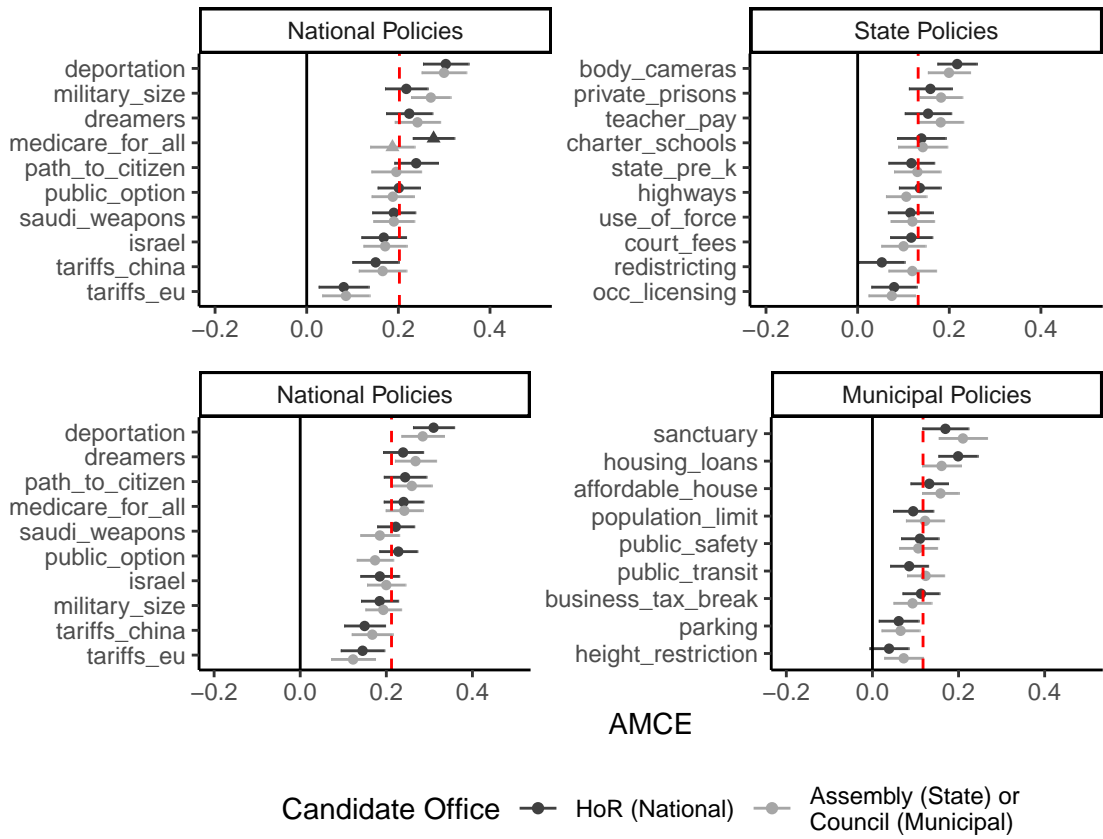 National Policies
deportation
military_size
dreamers
medicare_for_all
path_to_citizen
public_option
saudi_weapons
israel
tariffs_china
tariffs_eu
−0.2 0.0 0.2 0.4
State Policies
body_cameras
private_prisons
teacher_pay
charter_schools
state_pre_k
highways
use_of_force
court_fees
redistricting
occ_licensing
−0.2 0.0 0.2 0.4
National Policies
deportation
dreamers
path_to_citizen
medicare_for_all
saudi_weapons
public_option
israel
military_size
tariffs_china
tariffs_eu
−0.2 0.0 0.2 0.4
Municipal Policies
sanctuary
housing_loans
affordable_house
population_limit
public_safety
public_transit
business_tax_break
parking
height_restriction
−0.2 0.0 0.2 0.4
AMCE
Candidate Office
HoR (National)
Assembly (State) or
Council (Municipal)